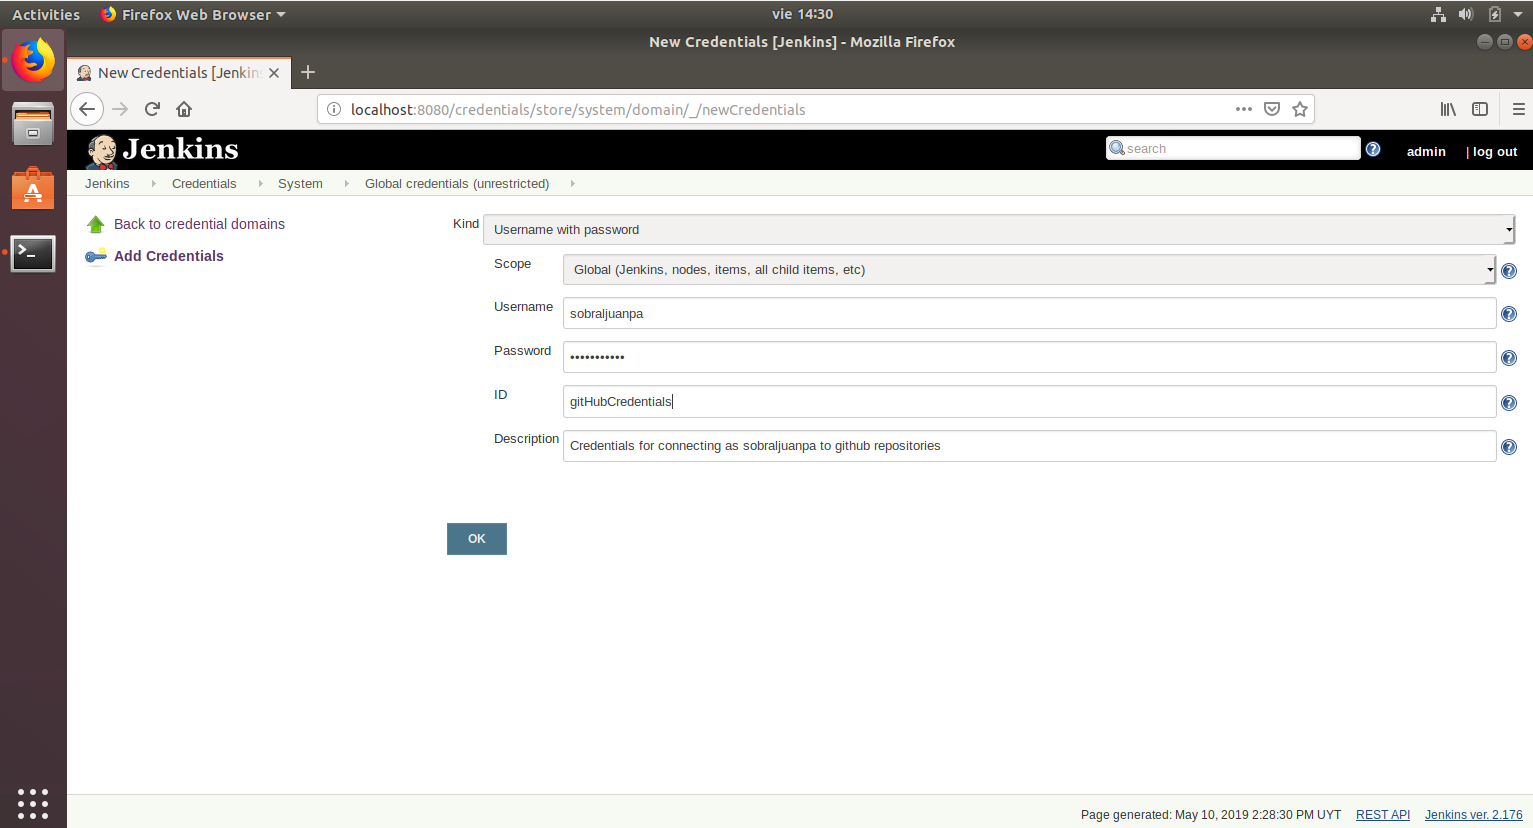 Activities Firefox Web Browser vie 14:30
New Credentials [Jenkins] - Mozilla Firefox
New Credentials [Jenkins
localhost:8080/credentials/store/system/domain/_/newCredentials
Jenkins search admin | log out
Jenkins Credentials System Global credentials (unrestricted)
Back to credential domains
Add Credentials
Kind Username with password
Scope Global (Jenkins, nodes, items, all child items, etc)
Username sobraljuanpa
Password •••••••••••
ID gitHubCredentials
Description Credentials for connecting as sobraljuanpa to github repositories
OK
Page generated: May 10, 2019 2:28:30 PM UYT REST API Jenkins ver. 2.176